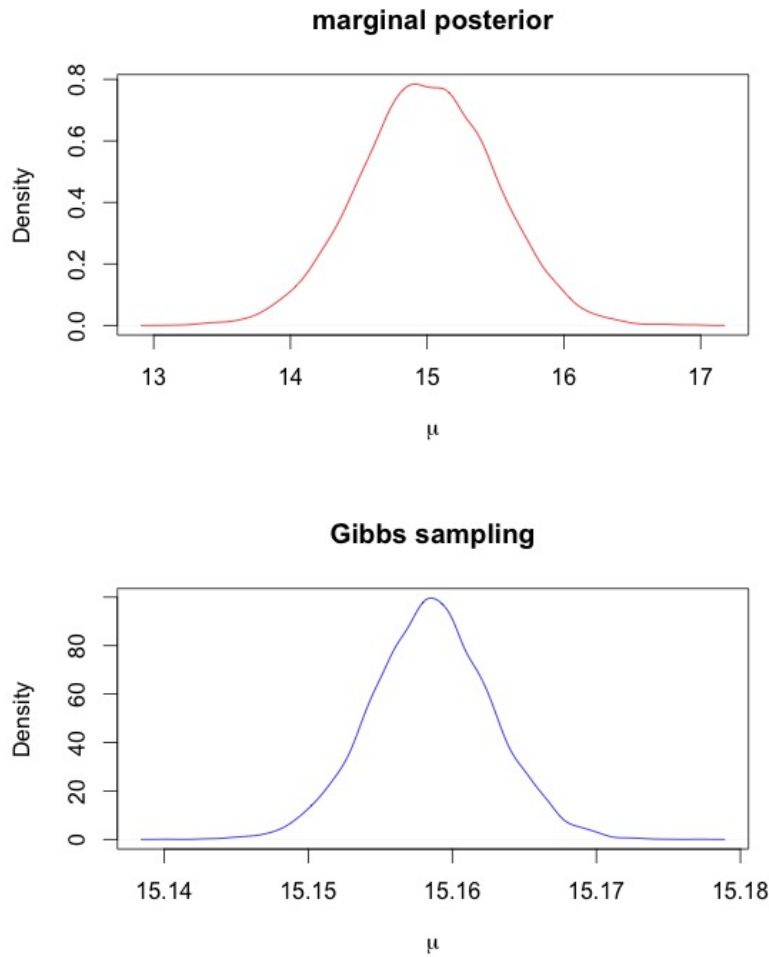 marginal posterior
Density
0.8
0.6
0.4
0.2
0.0
13 14 15 16 17
μ
Gibbs sampling
Density
80
60
40
20
0
15.14 15.15 15.16 15.17 15.18
μ